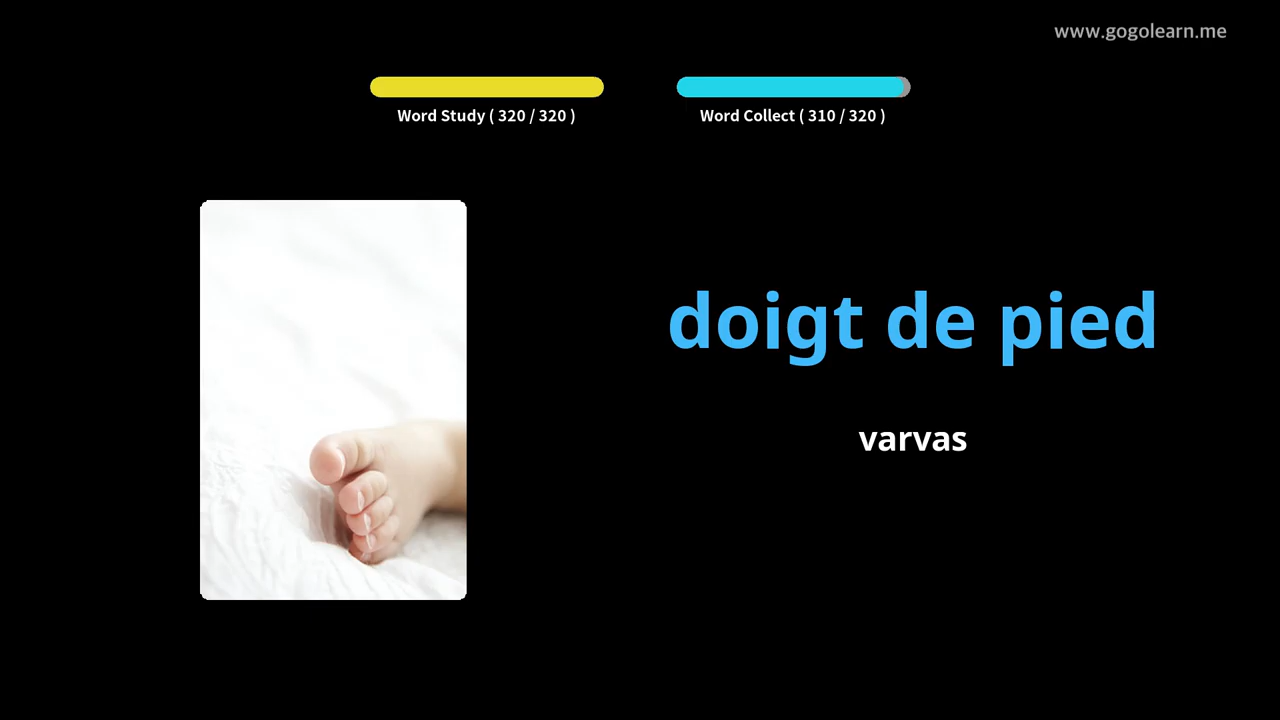 www.gogolearn.me
Word Study ( 320 / 320 )
Word Collect ( 310 / 320 )
doigt de pied
varvas